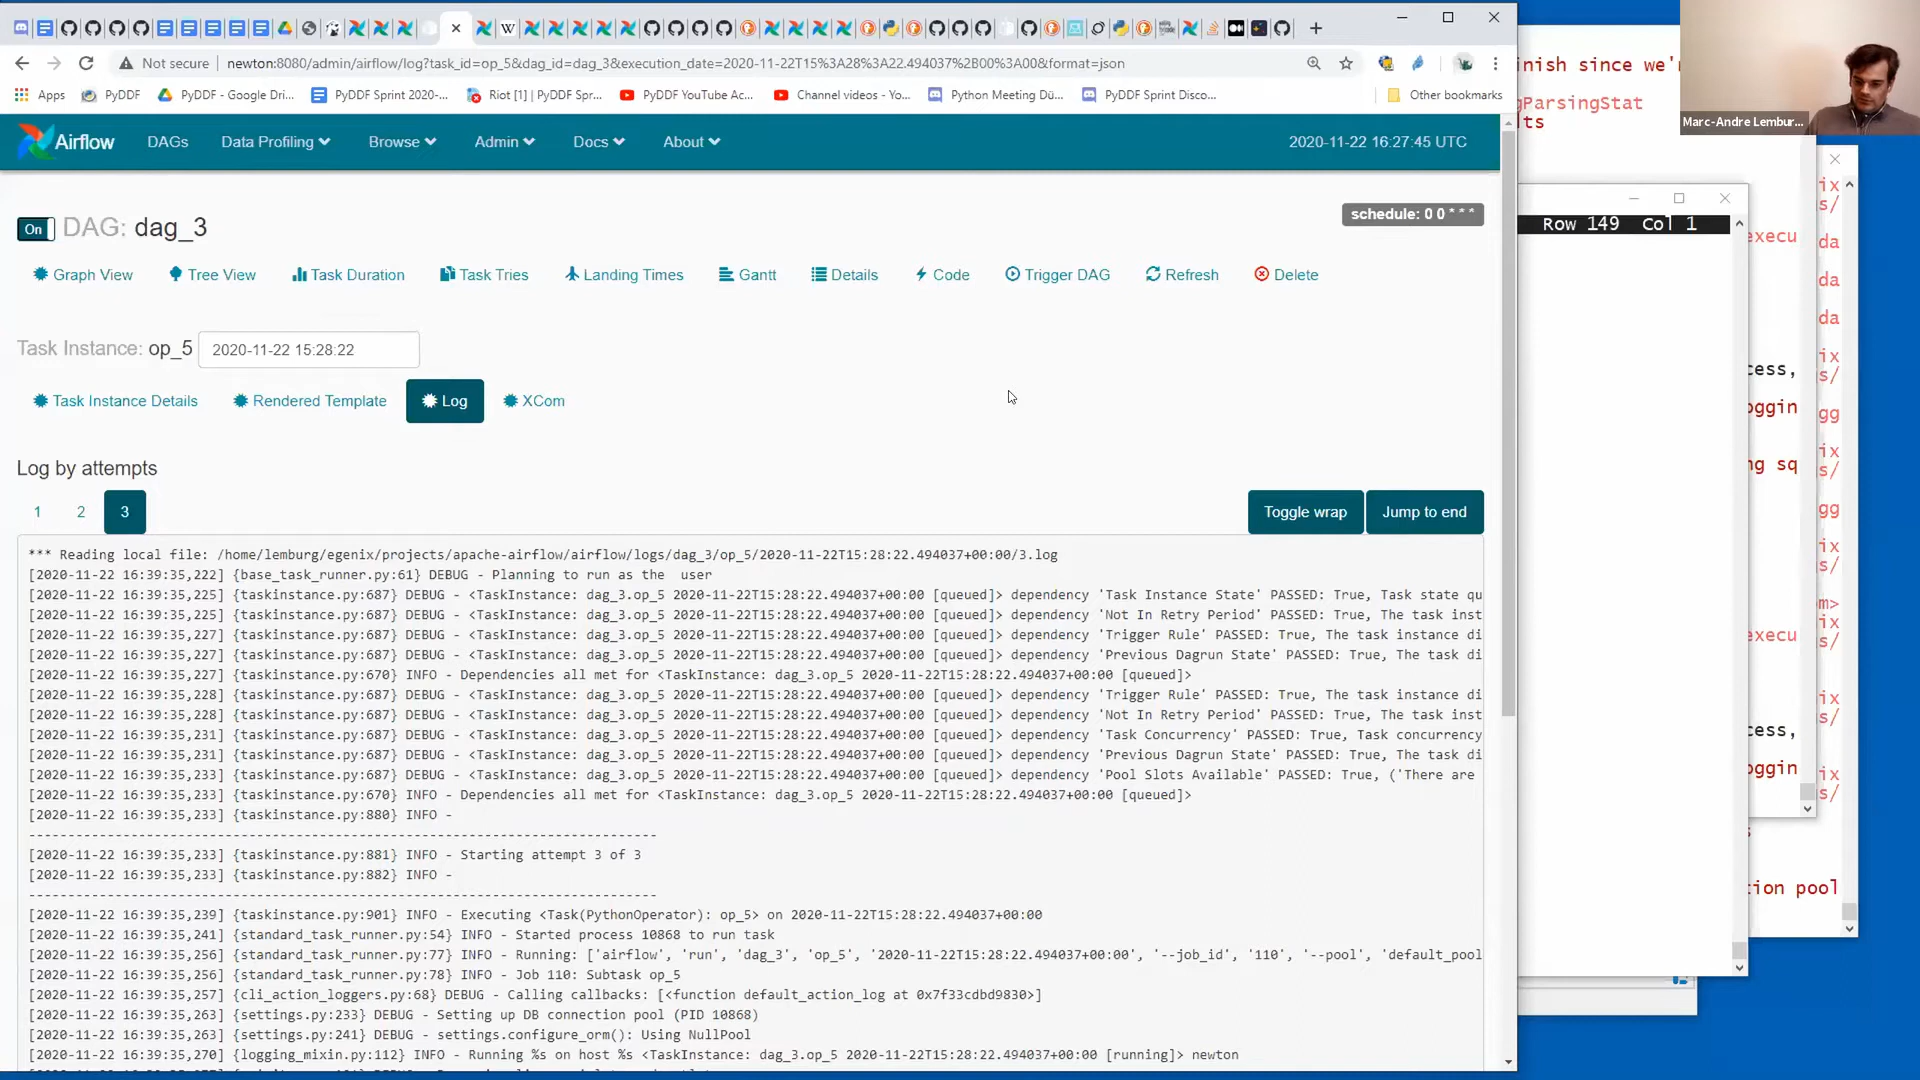 Not secure
newton:8080/admin/airflow/log?task_id=op_5&dag_id=dag_3&execution_date=2020-11-22T15%3A28%3A22.494037%2B00%3A00&format=json
Apps
PyDDF
PyDDF - Google Dri...
PyDDF Sprint 2020-...
Riot [1] | PyDDF Spr...
PyDDF YouTube Ac...
Channel videos - Yo...
Python Meeting Dü...
PyDDF Sprint Disco...
Other bookmarks
Airflow
DAGs
Data Profiling
Browse
Admin
Docs
About
2020-11-22 16:27:45 UTC
On
DAG: dag_3
schedule: 0 0 * * *
Graph View
Tree View
Task Duration
Task Tries
Landing Times
Gantt
Details
Code
Trigger DAG
Refresh
Delete
Task Instance: op_5
2020-11-22 15:28:22
Task Instance Details
Rendered Template
Log
XCom
Log by attempts
1
2
3
Toggle wrap
Jump to end
*** Reading local file: /home/lemburg/egenix/projects/apache-airflow/airflow/logs/dag_3/op_5/2020-11-22T15:28:22.494037+00:00/3.log
[2020-11-22 16:39:35,222] {base_task_runner.py:61} DEBUG - Planning to run as the  user
[2020-11-22 16:39:35,225] {taskinstance.py:687} DEBUG - <TaskInstance: dag_3.op_5 2020-11-22T15:28:22.494037+00:00 [queued]> dependency 'Task Instance State' PASSED: True, Task state qu
[2020-11-22 16:39:35,225] {taskinstance.py:687} DEBUG - <TaskInstance: dag_3.op_5 2020-11-22T15:28:22.494037+00:00 [queued]> dependency 'Not In Retry Period' PASSED: True, The task inst
[2020-11-22 16:39:35,227] {taskinstance.py:687} DEBUG - <TaskInstance: dag_3.op_5 2020-11-22T15:28:22.494037+00:00 [queued]> dependency 'Trigger Rule' PASSED: True, The task instance di
[2020-11-22 16:39:35,227] {taskinstance.py:687} DEBUG - <TaskInstance: dag_3.op_5 2020-11-22T15:28:22.494037+00:00 [queued]> dependency 'Previous Dagrun State' PASSED: True, The task di
[2020-11-22 16:39:35,227] {taskinstance.py:670} INFO - Dependencies all met for <TaskInstance: dag_3.op_5 2020-11-22T15:28:22.494037+00:00 [queued]>
[2020-11-22 16:39:35,228] {taskinstance.py:687} DEBUG - <TaskInstance: dag_3.op_5 2020-11-22T15:28:22.494037+00:00 [queued]> dependency 'Trigger Rule' PASSED: True, The task instance di
[2020-11-22 16:39:35,228] {taskinstance.py:687} DEBUG - <TaskInstance: dag_3.op_5 2020-11-22T15:28:22.494037+00:00 [queued]> dependency 'Not In Retry Period' PASSED: True, The task inst
[2020-11-22 16:39:35,231] {taskinstance.py:687} DEBUG - <TaskInstance: dag_3.op_5 2020-11-22T15:28:22.494037+00:00 [queued]> dependency 'Task Concurrency' PASSED: True, Task concurrency
[2020-11-22 16:39:35,231] {taskinstance.py:687} DEBUG - <TaskInstance: dag_3.op_5 2020-11-22T15:28:22.494037+00:00 [queued]> dependency 'Previous Dagrun State' PASSED: True, The task di
[2020-11-22 16:39:35,233] {taskinstance.py:687} DEBUG - <TaskInstance: dag_3.op_5 2020-11-22T15:28:22.494037+00:00 [queued]> dependency 'Pool Slots Available' PASSED: True, ('There are
[2020-11-22 16:39:35,233] {taskinstance.py:670} INFO - Dependencies all met for <TaskInstance: dag_3.op_5 2020-11-22T15:28:22.494037+00:00 [queued]>
[2020-11-22 16:39:35,233] {taskinstance.py:880} INFO -
--------------------------------------------------------------------------------
[2020-11-22 16:39:35,233] {taskinstance.py:881} INFO - Starting attempt 3 of 3
[2020-11-22 16:39:35,233] {taskinstance.py:882} INFO -
--------------------------------------------------------------------------------
[2020-11-22 16:39:35,239] {taskinstance.py:901} INFO - Executing <Task(PythonOperator): op_5> on 2020-11-22T15:28:22.494037+00:00
[2020-11-22 16:39:35,241] {standard_task_runner.py:54} INFO - Started process 10868 to run task
[2020-11-22 16:39:35,256] {standard_task_runner.py:77} INFO - Running: ['airflow', 'run', 'dag_3', 'op_5', '2020-11-22T15:28:22.494037+00:00', '--job_id', '110', '--pool', 'default_pool
[2020-11-22 16:39:35,256] {standard_task_runner.py:78} INFO - Job 110: Subtask op_5
[2020-11-22 16:39:35,257] {cli_action_loggers.py:68} DEBUG - Calling callbacks: [<function default_action_log at 0x7f33cdbd9830>]
[2020-11-22 16:39:35,263] {settings.py:233} DEBUG - Setting up DB connection pool (PID 10868)
[2020-11-22 16:39:35,263] {settings.py:241} DEBUG - settings.configure_orm(): Using NullPool
[2020-11-22 16:39:35,270] {logging_mixin.py:112} INFO - Running %s on host %s <TaskInstance: dag_3.op_5 2020-11-22T15:28:22.494037+00:00 [running]> newton
inish since we'r
gParsingStat
ts
Marc-Andre Lembur...
Row 149  Col 1
ix
s/
execu
da
da
da
ix
s/
cess,
oggin
gg
ix
ng sq
s/
gg
ix
s/
m>
ix
execu
s/
ix
s/
cess,
oggin
ix
s/
s
tion pool